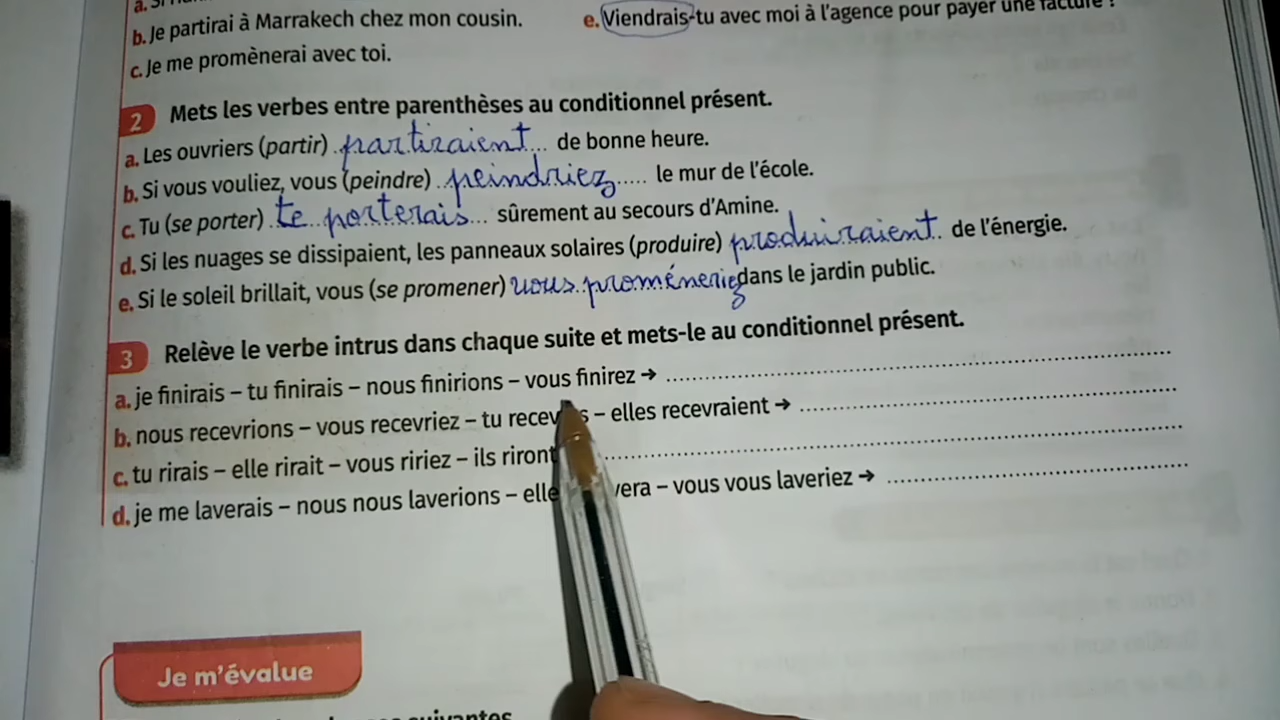 a. Si
b. Je partirai à Marrakech chez mon cousin.
c. Je me promènerai avec toi.
e. Viendrais-tu avec moi à l'agence pour payer une facture ?
2 Mets les verbes entre parenthèses au conditionnel présent.
a. Les ouvriers (partir) partiraient de bonne heure.
b. Si vous vouliez, vous (peindre) peindriez ..... le mur de l'école.
c. Tu (se porter) te porterais ... sûrement au secours d'Amine.
d. Si les nuages se dissipaient, les panneaux solaires (produire) produiraient de l'énergie.
e. Si le soleil brillait, vous (se promener) vous proméneriez dans le jardin public.
3 Relève le verbe intrus dans chaque suite et mets-le au conditionnel présent.
a. je finirais – tu finirais – nous finirions – vous finirez →
b. nous recevrions – vous recevriez – tu – elles recevraient →
c. tu rirais – elle rirait – vous ririez – ils riront
d. je me laverais – nous nous laverions – elle – vous vous laveriez →
Je m'évalue
suivantes